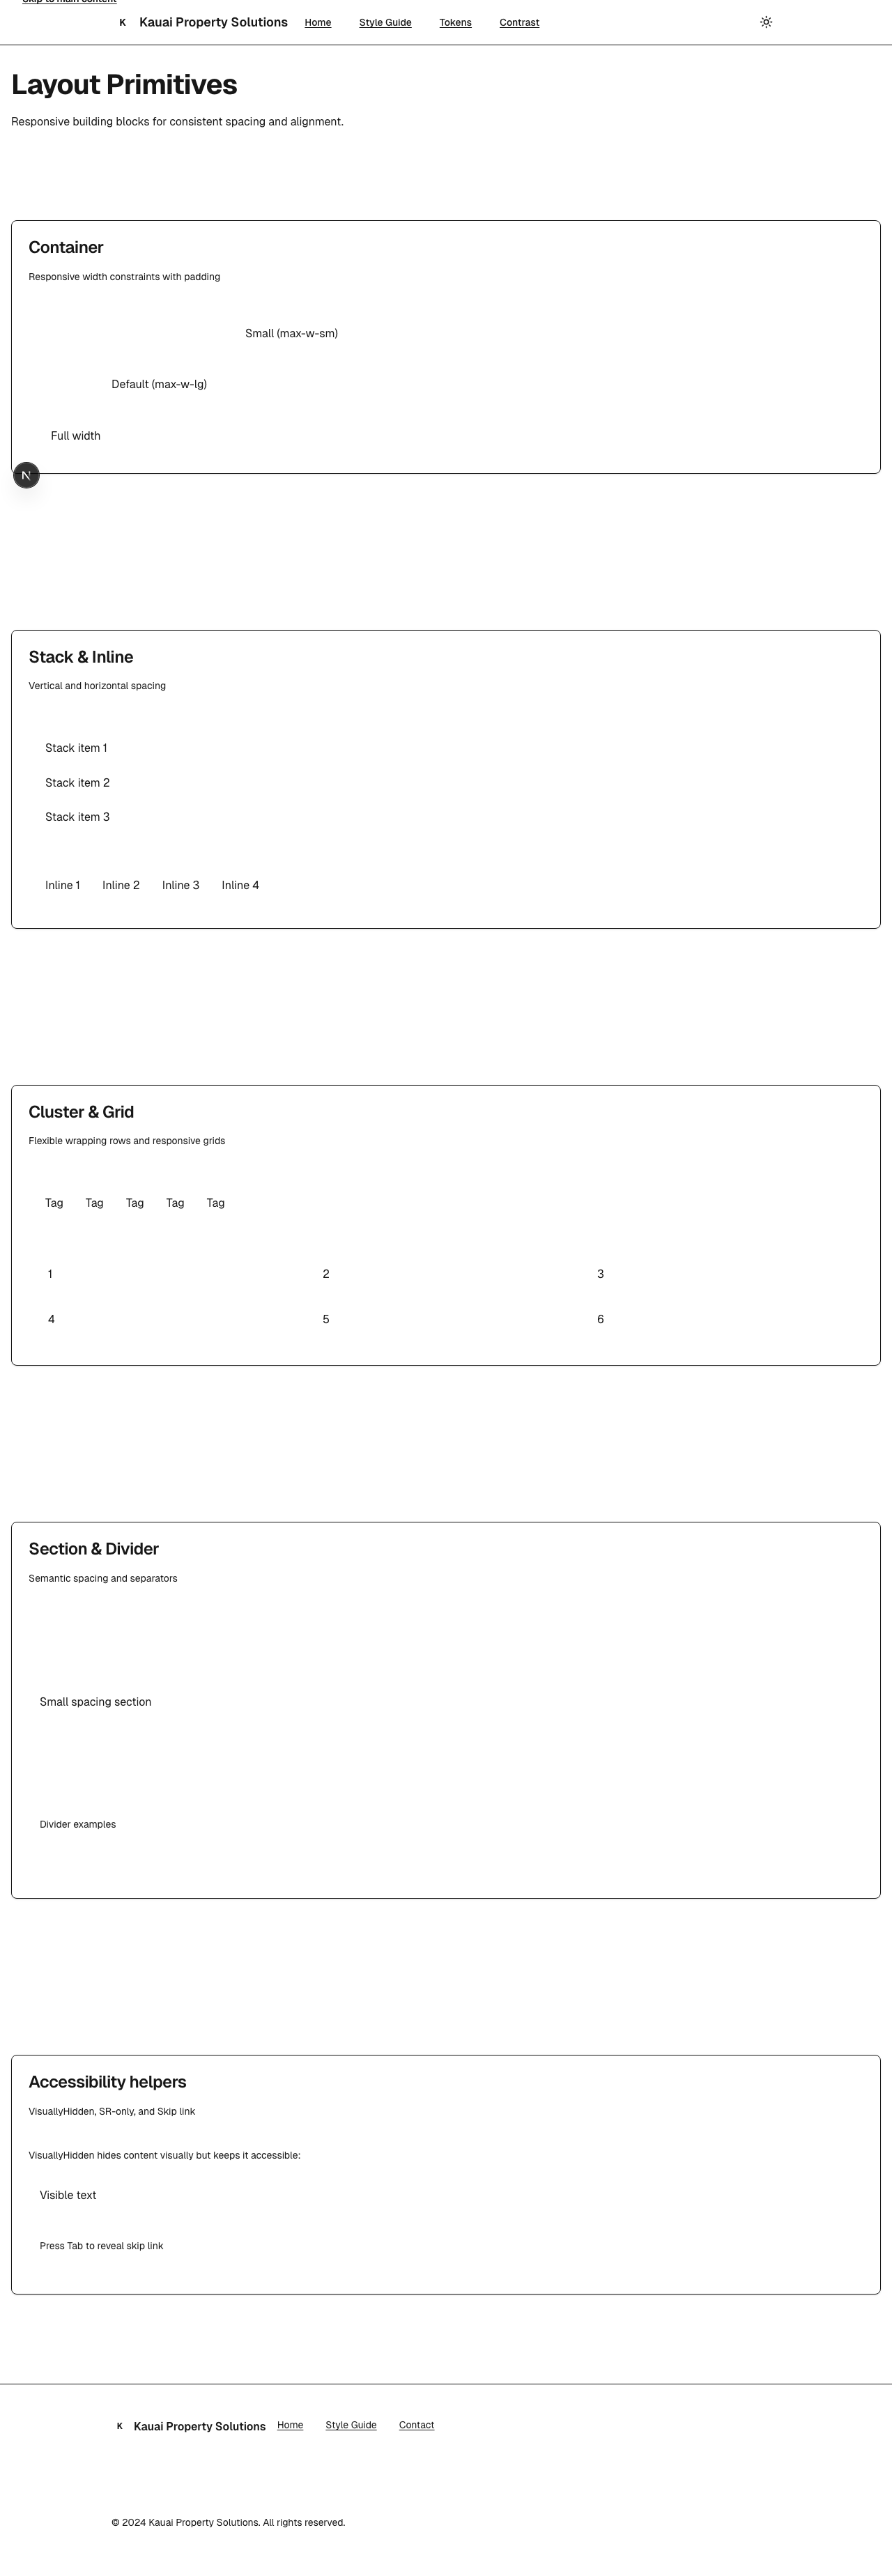 Skip to main content
K Kauai Property Solutions Home Style Guide Tokens Contrast
Layout Primitives
Responsive building blocks for consistent spacing and alignment.
Container
Responsive width constraints with padding
Small (max-w-sm)
Default (max-w-lg)
Full width
N
Stack & Inline
Vertical and horizontal spacing
Stack item 1
Stack item 2
Stack item 3
Inline 1 Inline 2 Inline 3 Inline 4
Cluster & Grid
Flexible wrapping rows and responsive grids
Tag Tag Tag Tag Tag
1 2 3
4 5 6
Section & Divider
Semantic spacing and separators
Small spacing section
Divider examples
Accessibility helpers
VisuallyHidden, SR-only, and Skip link
VisuallyHidden hides content visually but keeps it accessible:
Visible text
Press Tab to reveal skip link
K Kauai Property Solutions Home Style Guide Contact
© 2024 Kauai Property Solutions. All rights reserved.